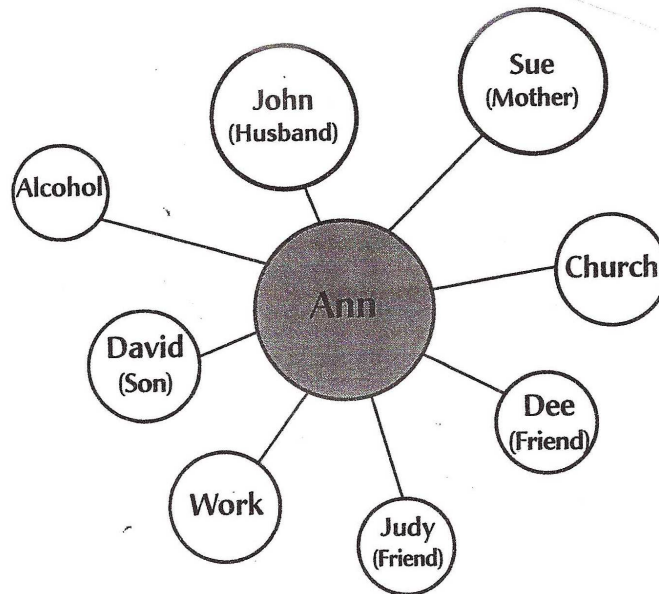 John
(Husband)
Sue
(Mother)
Alcohol
Church
Ann
David
(Son)
Dee
(Friend)
Work
Judy
(Friend)